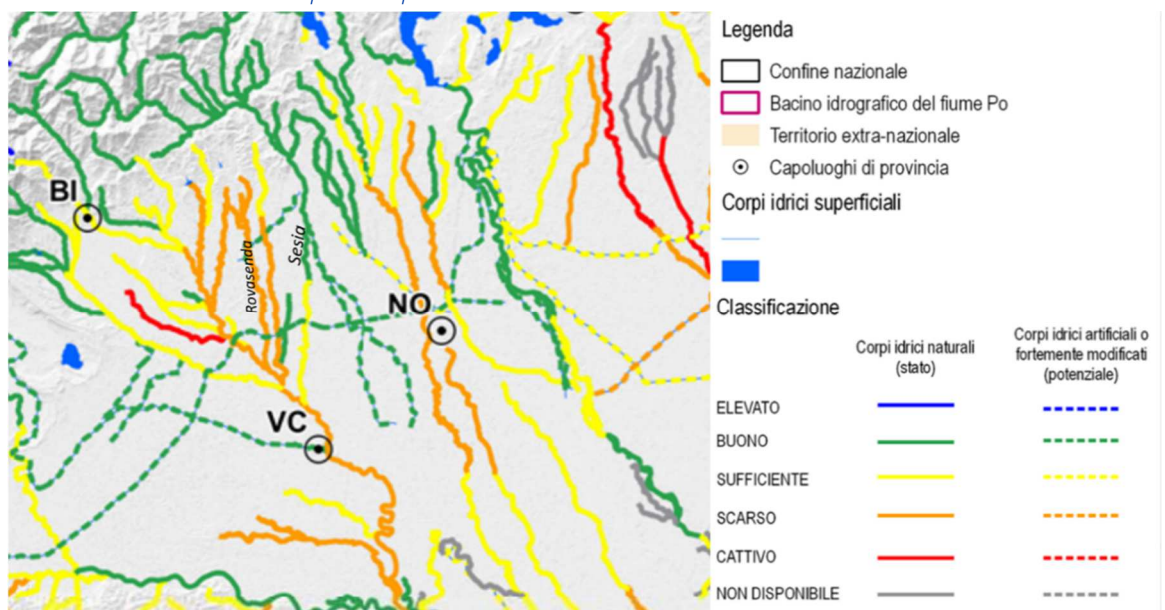 BI
Rovasenda
Sesia
NO
VC
Legenda
Confine nazionale
Bacino idrografico del fiume Po
Territorio extra-nazionale
Capoluoghi di provincia
Corpi idrici superficiali
Classificazione
Corpi idrici naturali
(stato)
Corpi idrici artificiali o
fortemente modificati
(potenziale)
ELEVATO
BUONO
SUFFICIENTE
SCARSO
CATTIVO
NON DISPONIBILE